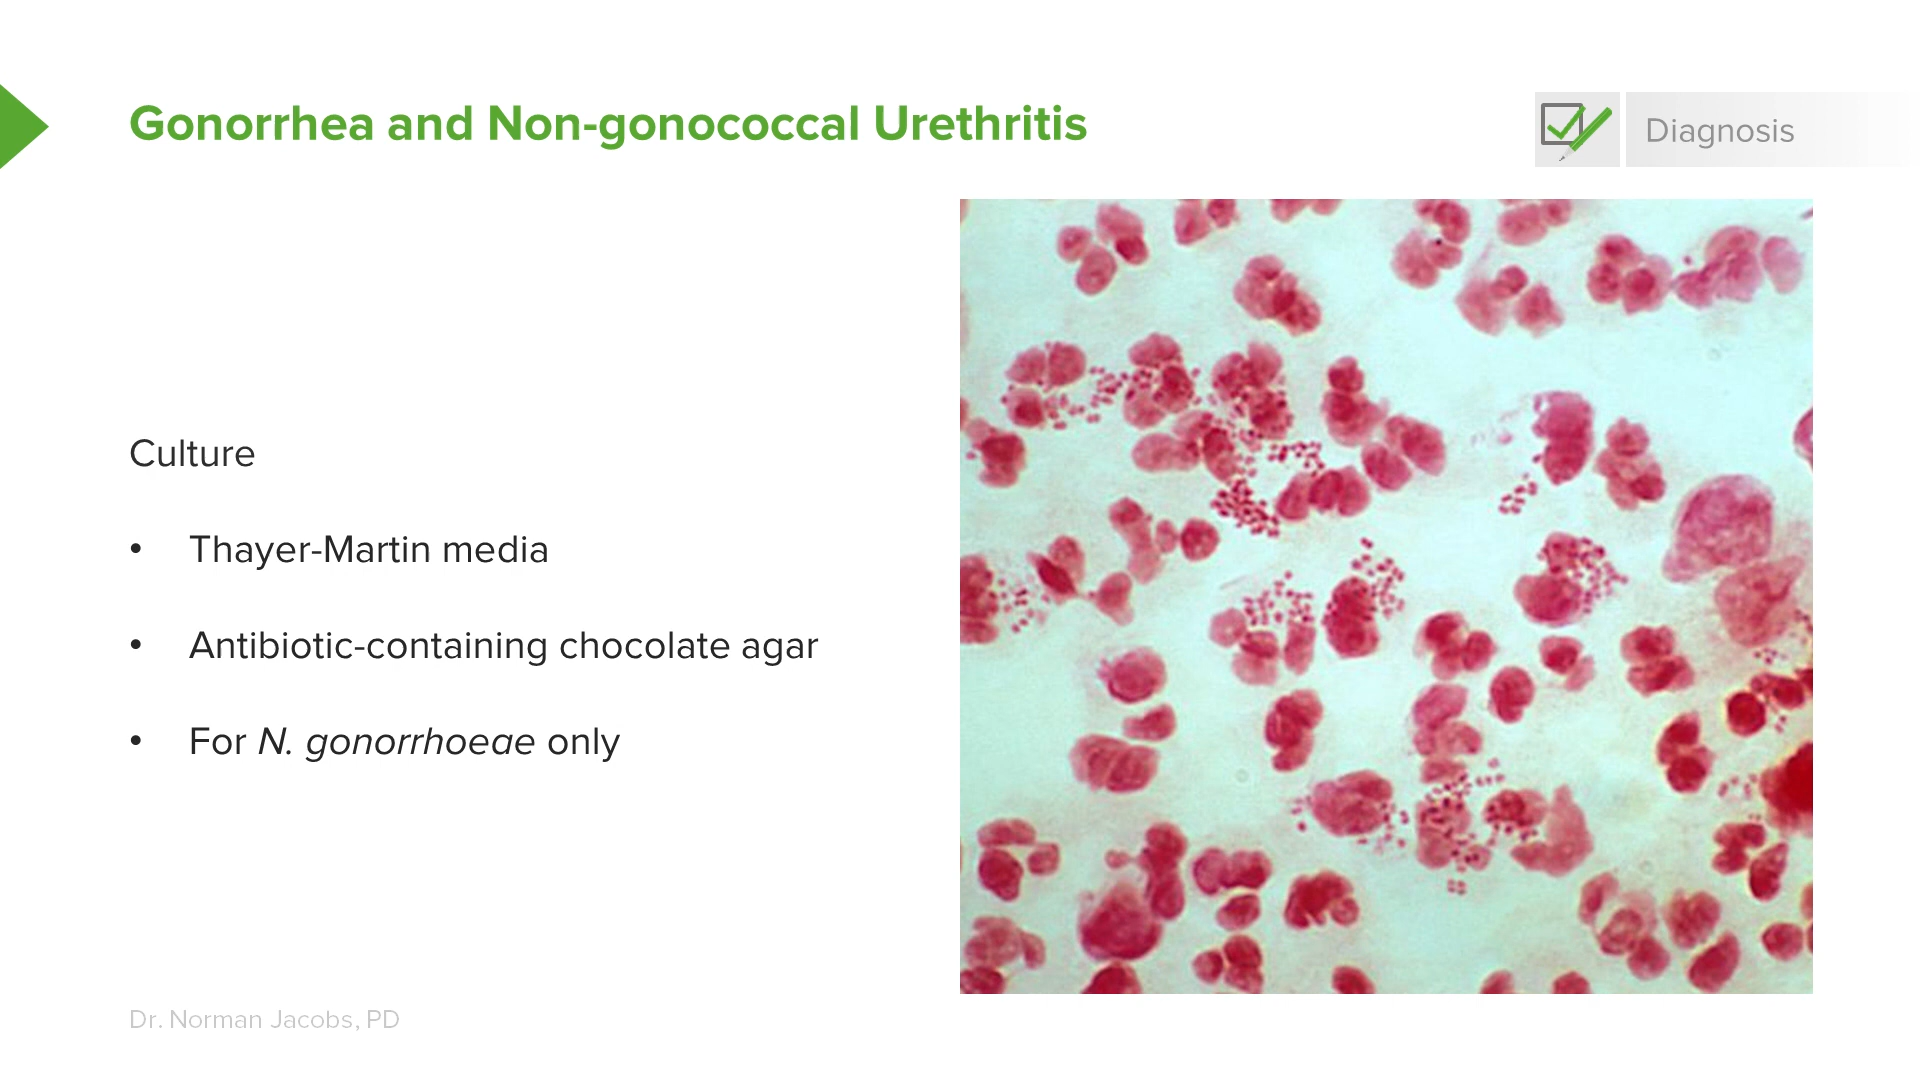 Gonorrhea and Non-gonococcal Urethritis
Diagnosis
Culture
• Thayer-Martin media
• Antibiotic-containing chocolate agar
• For N. gonorrhoeae only
Dr. Norman Jacobs, PD